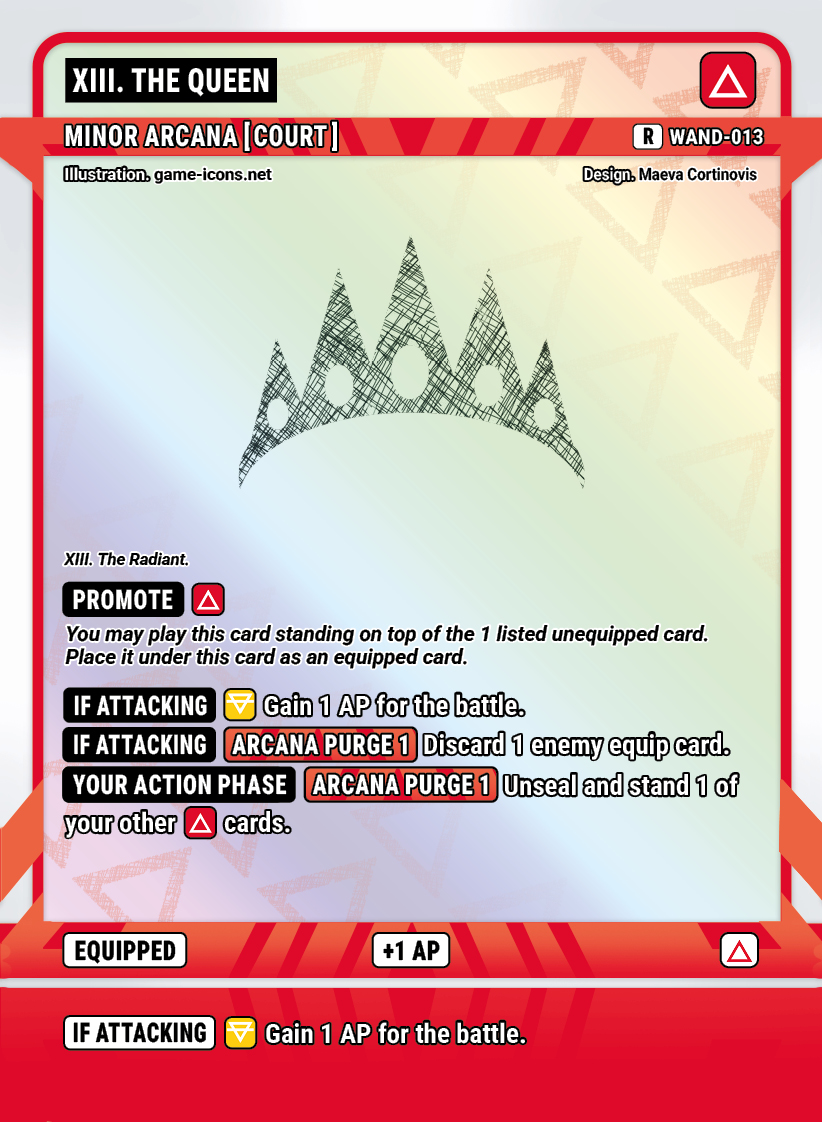 XIII. THE QUEEN
MINOR ARCANA [COURT]
R WAND-013
Illustration. game-icons.net
Design. Maeva Cortinovis
XIII. The Radiant.
PROMOTE
You may play this card standing on top of the 1 listed unequipped card.
Place it under this card as an equipped card.
IF ATTACKING Gain 1 AP for the battle.
IF ATTACKING ARCANA PURGE 1 Discard 1 enemy equip card.
YOUR ACTION PHASE ARCANA PURGE 1 Unseal and stand 1 of
your other cards.
EQUIPPED
+1 AP
IF ATTACKING Gain 1 AP for the battle.